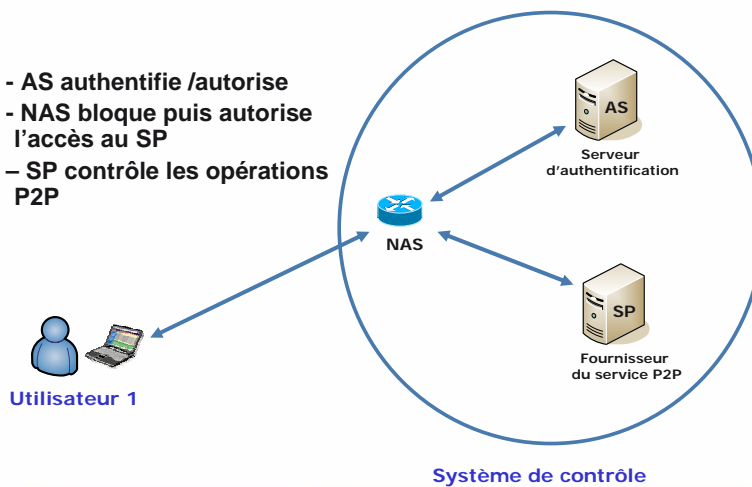 - AS authentifie /autorise
- NAS bloque puis autorise
l'accès au SP
– SP contrôle les opérations
P2P
AS
Serveur
d'authentification
NAS
SP
Fournisseur
du service P2P
Utilisateur 1
Système de contrôle